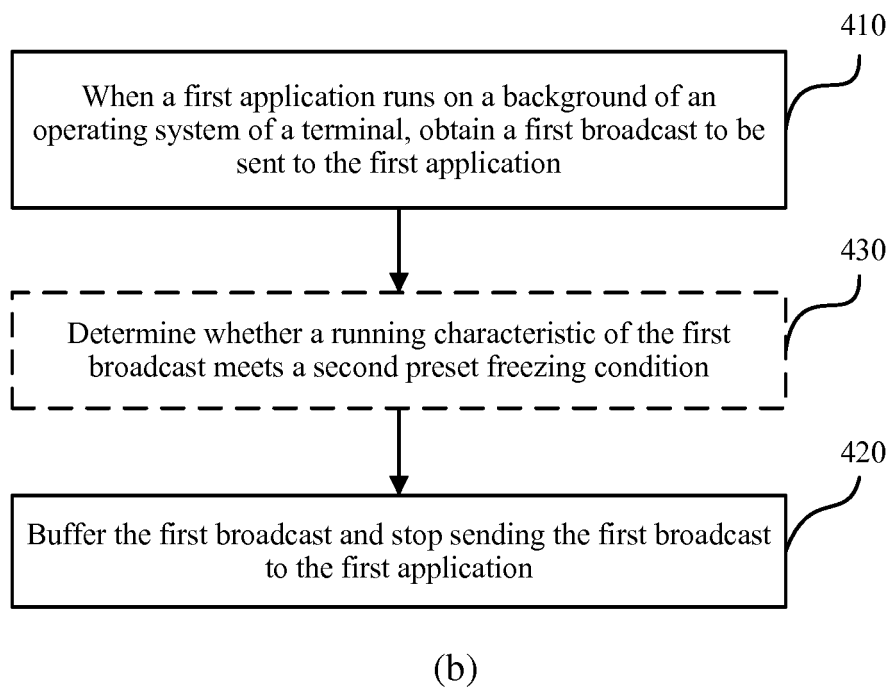 410
When a first application runs on a background of an
operating system of a terminal, obtain a first broadcast to be
sent to the first application
430
Determine whether a running characteristic of the first
broadcast meets a second preset freezing condition
420
Buffer the first broadcast and stop sending the first broadcast
to the first application
(b)